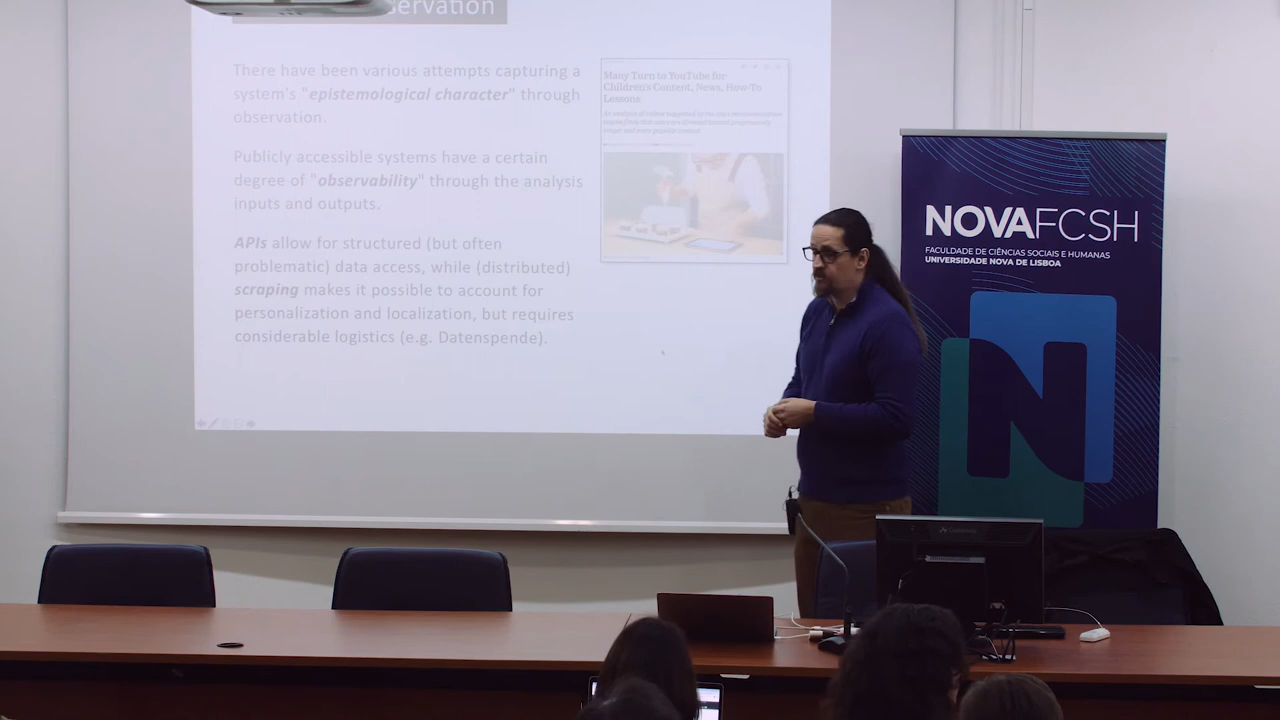 servation
There have been various attempts capturing a
system's "epistemological character" through
observation.
Publicly accessible systems have a certain
degree of "observability" through the analysis
inputs and outputs.
APIs allow for structured (but often
problematic) data access, while (distributed)
scraping makes it possible to account for
personalization and localization, but requires
considerable logistics (e.g. Datenspende).
Many Turn to YouTube for
Children's Content, News, How-To
Lessons
NOVAFCSH
FACULDADE DE CIÊNCIAS SOCIAIS E HUMANAS
UNIVERSIDADE NOVA DE LISBOA